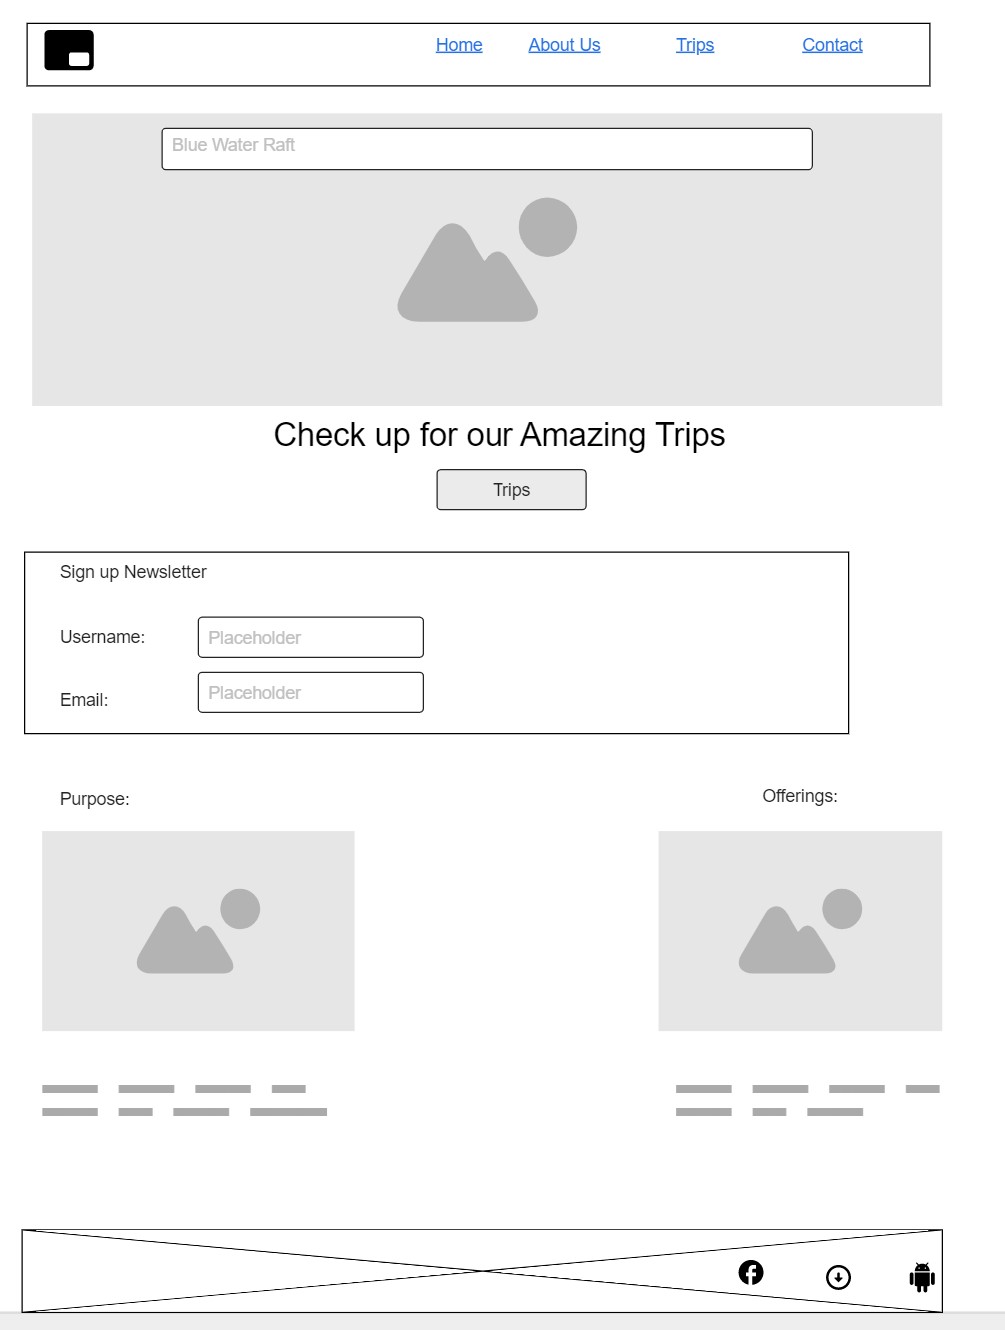 Home About Us Trips Contact
Blue Water Raft
Check up for our Amazing Trips
Trips
Sign up Newsletter
Username: Placeholder
Email: Placeholder
Purpose: Offerings: